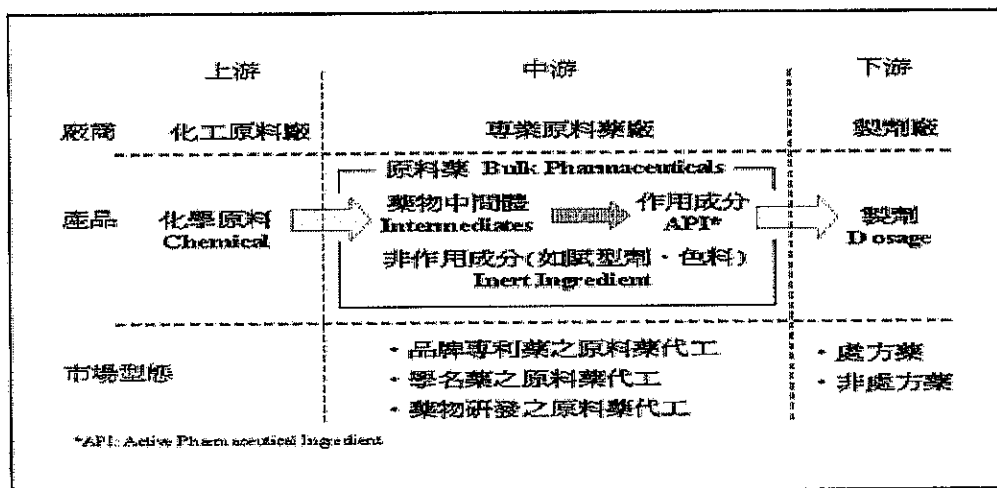 上游 中游 下游
廠商 化工原料廠 專業原料藥廠 製劑廠
原料藥 Bulk Pharmaceuticals
產品 化學原料 藥物中間體 作用成分 製劑
Chemical Intermediates API* Dosage
非作用成分(如賦型劑、色料)
Inert Ingredient
市場型態 ・品牌專利藥之原料藥代工 ・處方藥
・學名藥之原料藥代工 ・非處方藥
・藥物研發之原料藥代工
*API: Active Pharmaceutical Ingredient